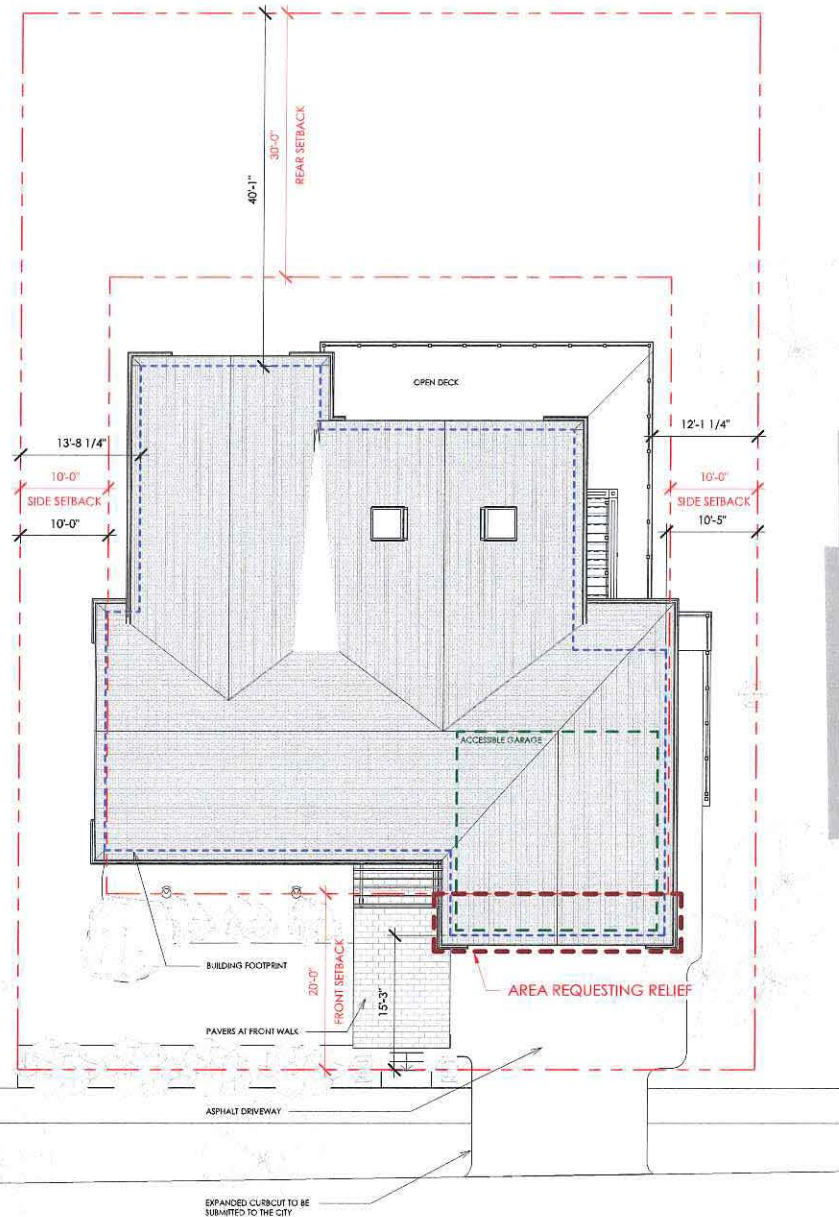 30'-0"
REAR SETBACK
40'-1"
OPEN DECK
13'-8 1/4"
12'-1 1/4"
10'-0"
SIDE SETBACK
10'-0"
10'-0"
SIDE SETBACK
10'-5"
ACCESSIBLE GARAGE
BUILDING FOOTPRINT
20'-0"
FRONT SETBACK
15'-3"
AREA REQUESTING RELIEF
PAVERS AT FRONT WALK
ASPHALT DRIVEWAY
EXPANDED CURBCUT TO BE
SUBMITTED TO THE CITY